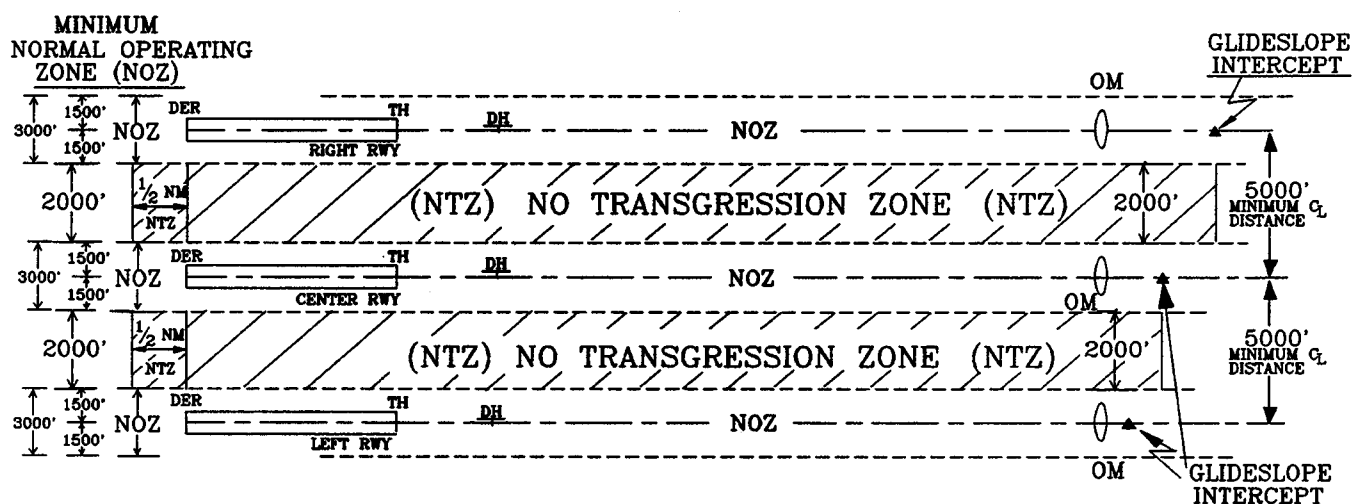 MINIMUM
NORMAL OPERATING
ZONE (NOZ)
GLIDESLOPE
INTERCEPT
OM
1500'
3000'
1500'
NOZ
DER
TH
DH
NOZ
RIGHT RWY
2000'
1/2 NM
NTZ
(NTZ) NO TRANSGRESSION ZONE (NTZ)
2000'
5000'
MINIMUM CL
DISTANCE
1500'
3000'
1500'
NOZ
DER
TH
DH
NOZ
CENTER RWY
OM
2000'
1/2 NM
NTZ
(NTZ) NO TRANSGRESSION ZONE (NTZ)
2000'
5000'
MINIMUM CL
DISTANCE
1500'
3000'
1500'
NOZ
DER
TH
DH
NOZ
LEFT RWY
OM
GLIDESLOPE
INTERCEPT